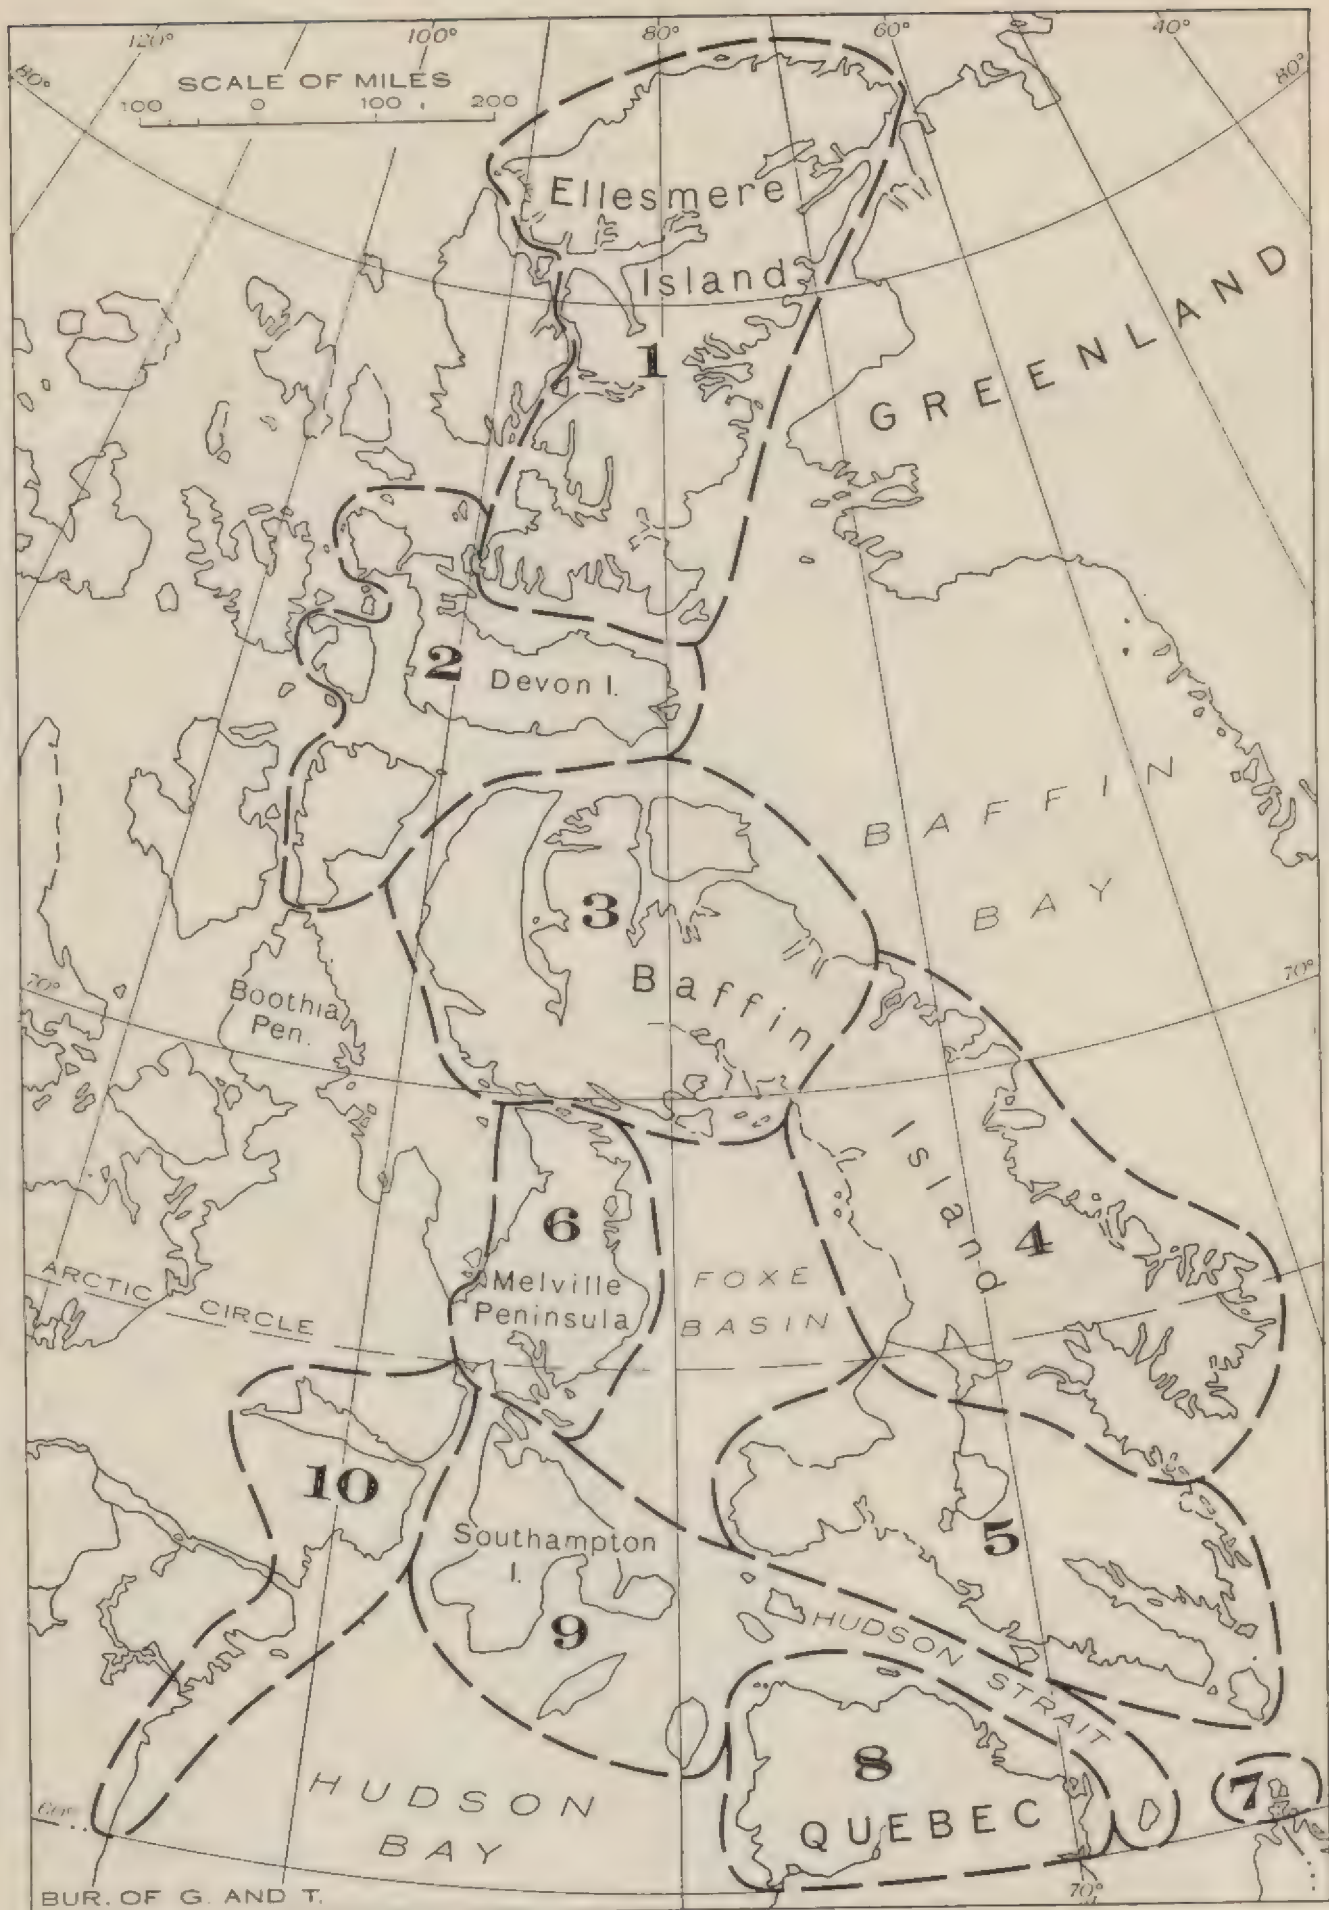 120° 100° 80° 60° 40°
80° 80°
SCALE OF MILES
100 0 100 200
Ellesmere
Island
1
GREENLAND
2
Devon I.
BAFFIN
BAY
3
Baffin
Island
70° 70°
Boothia
Pen.
6
Melville
Peninsula
FOXE
BASIN
4
ARCTIC CIRCLE
10
Southampton
I.
9
5
HUDSON STRAIT
8
QUEBEC
7
HUDSON
BAY
60°
70°
BUR. OF G. AND T.